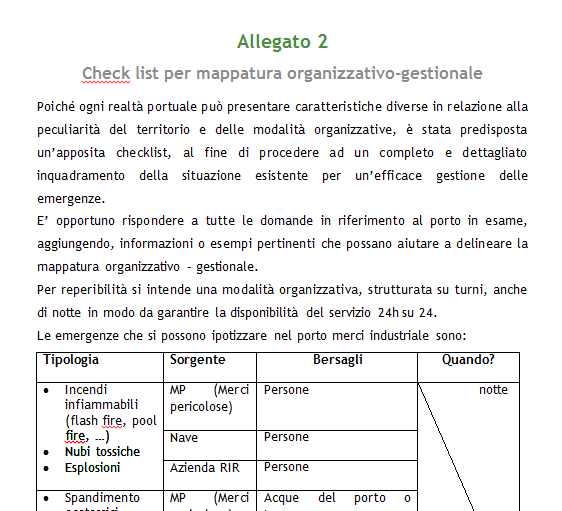 Allegato 2
Check list per mappatura organizzativo-gestionale
Poiché ogni realtà portuale può presentare caratteristiche diverse in relazione alla
peculiarità del territorio e delle modalità organizzative, è stata predisposta
un'apposita checklist, al fine di procedere ad un completo e dettagliato
inquadramento della situazione esistente per un'efficace gestione delle
emergenze.
E' opportuno rispondere a tutte le domande in riferimento al porto in esame,
aggiungendo, informazioni o esempi pertinenti che possano aiutare a delineare la
mappatura organizzativo - gestionale.
Per reperibilità si intende una modalità organizzativa, strutturata su turni, anche
di notte in modo da garantire la disponibilità del servizio 24h su 24.
Le emergenze che si possono ipotizzare nel porto merci industriale sono:
Tipologia Sorgente Bersagli Quando?
• Incendi
infiammabili
(flash fire, pool
fire, …)
• Nubi tossiche
• Esplosioni
MP (Merci
pericolose)
Persone
notte
Nave
Persone
Azienda RIR
Persone
• Spandimento
MP (Merci
Acque del porto o